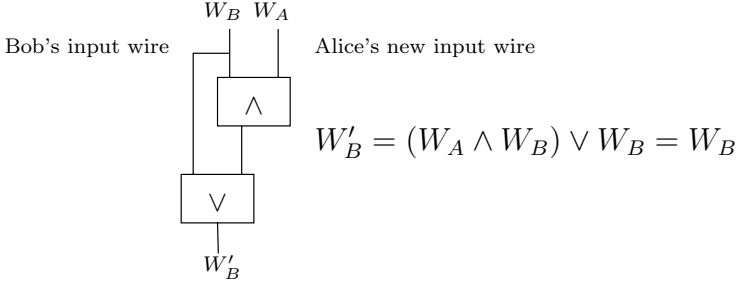 W_B W_A
Bob's input wire
Alice's new input wire
∧
W'_B = (W_A ∧ W_B) ∨ W_B = W_B
∨
W'_B